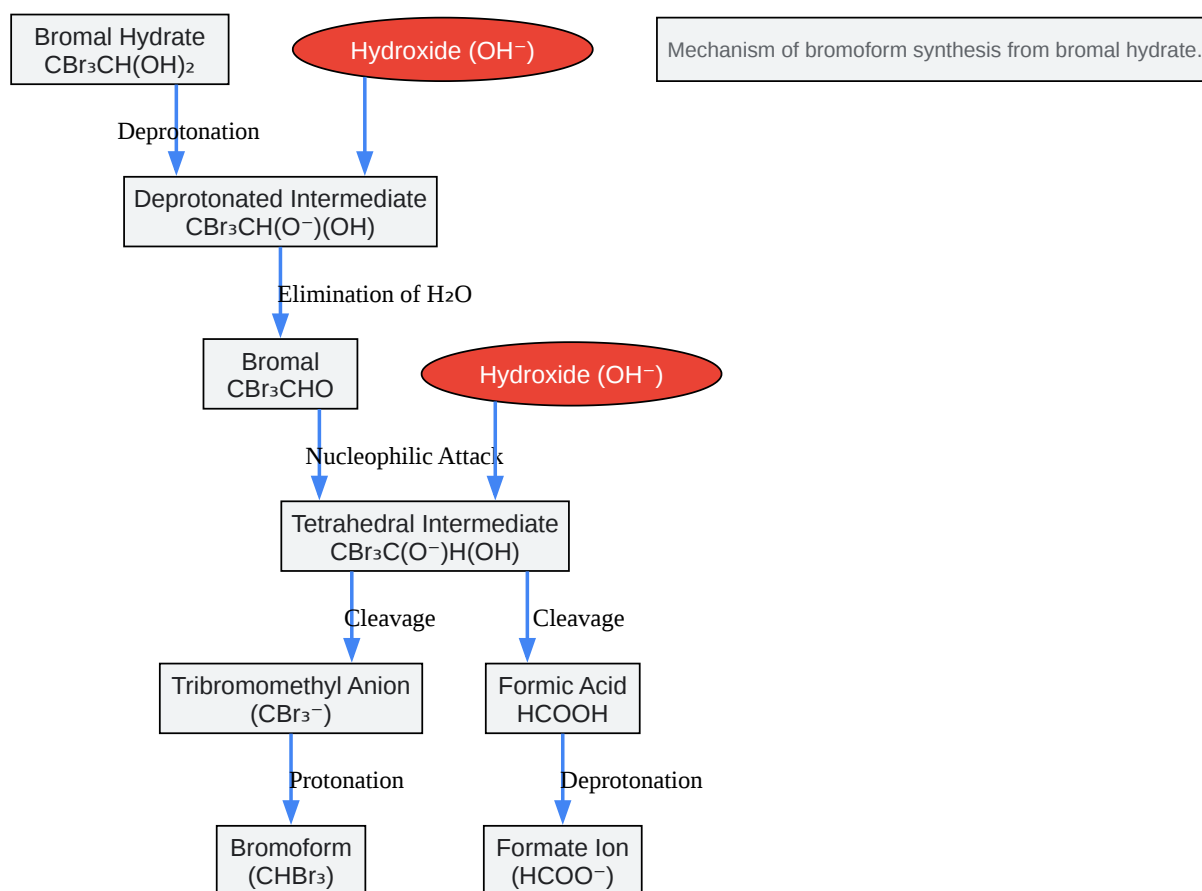 Bromal Hydrate
CBr₃CH(OH)₂
Hydroxide (OH⁻)
Mechanism of bromoform synthesis from bromal hydrate.
Deprotonation
Deprotonated Intermediate
CBr₃CH(O⁻)(OH)
Elimination of H₂O
Bromal
CBr₃CHO
Hydroxide (OH⁻)
Nucleophilic Attack
Tetrahedral Intermediate
CBr₃C(O⁻)H(OH)
Cleavage
Cleavage
Tribromomethyl Anion
(CBr₃⁻)
Formic Acid
HCOOH
Protonation
Deprotonation
Bromoform
(CHBr₃)
Formate Ion
(HCOO⁻)